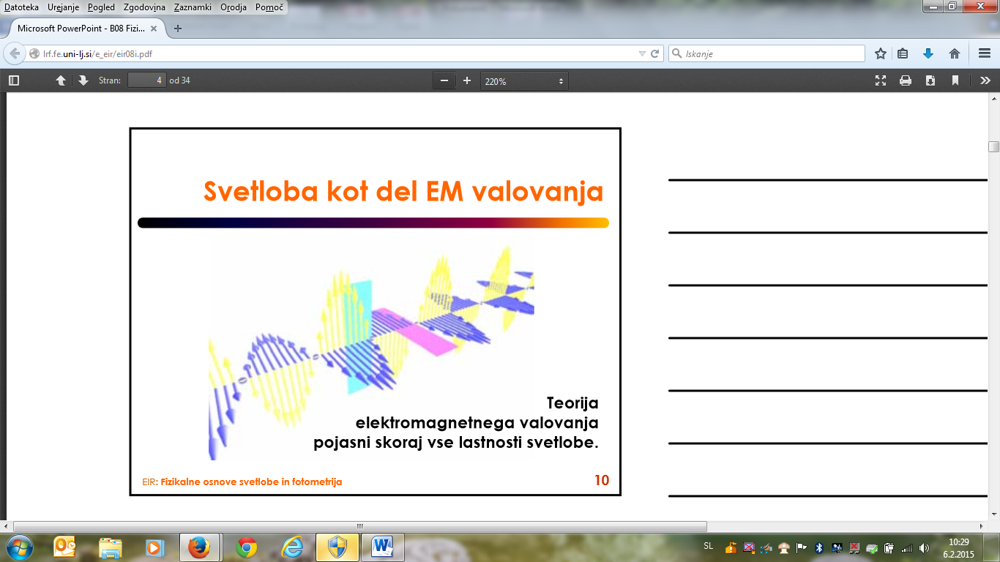 Datoteka Urejanje Pogled Zgodovina Zaznamki Orodja Pomoč
Microsoft PowerPoint - B08 Fizi...
lrf.fe.uni-lj.si/e_eir/eir08i.pdf
Iskanje
Stran: 4 od 34
220%
Svetloba kot del EM valovanja
Teorija
elektromagnetnega valovanja
pojasni skoraj vse lastnosti svetlobe.
EIR: Fizikalne osnove svetlobe in fotometrija
10
SL
10:29
6.2.2015